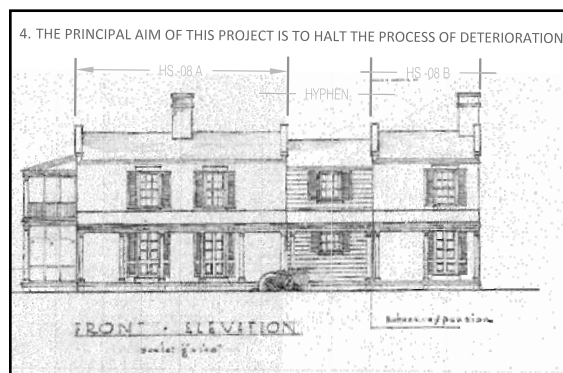 4. THE PRINCIPAL AIM OF THIS PROJECT IS TO HALT THE PROCESS OF DETERIORATION
HS-08 A
HS-08 B
HYPHEN
FRONT · ELEVATION